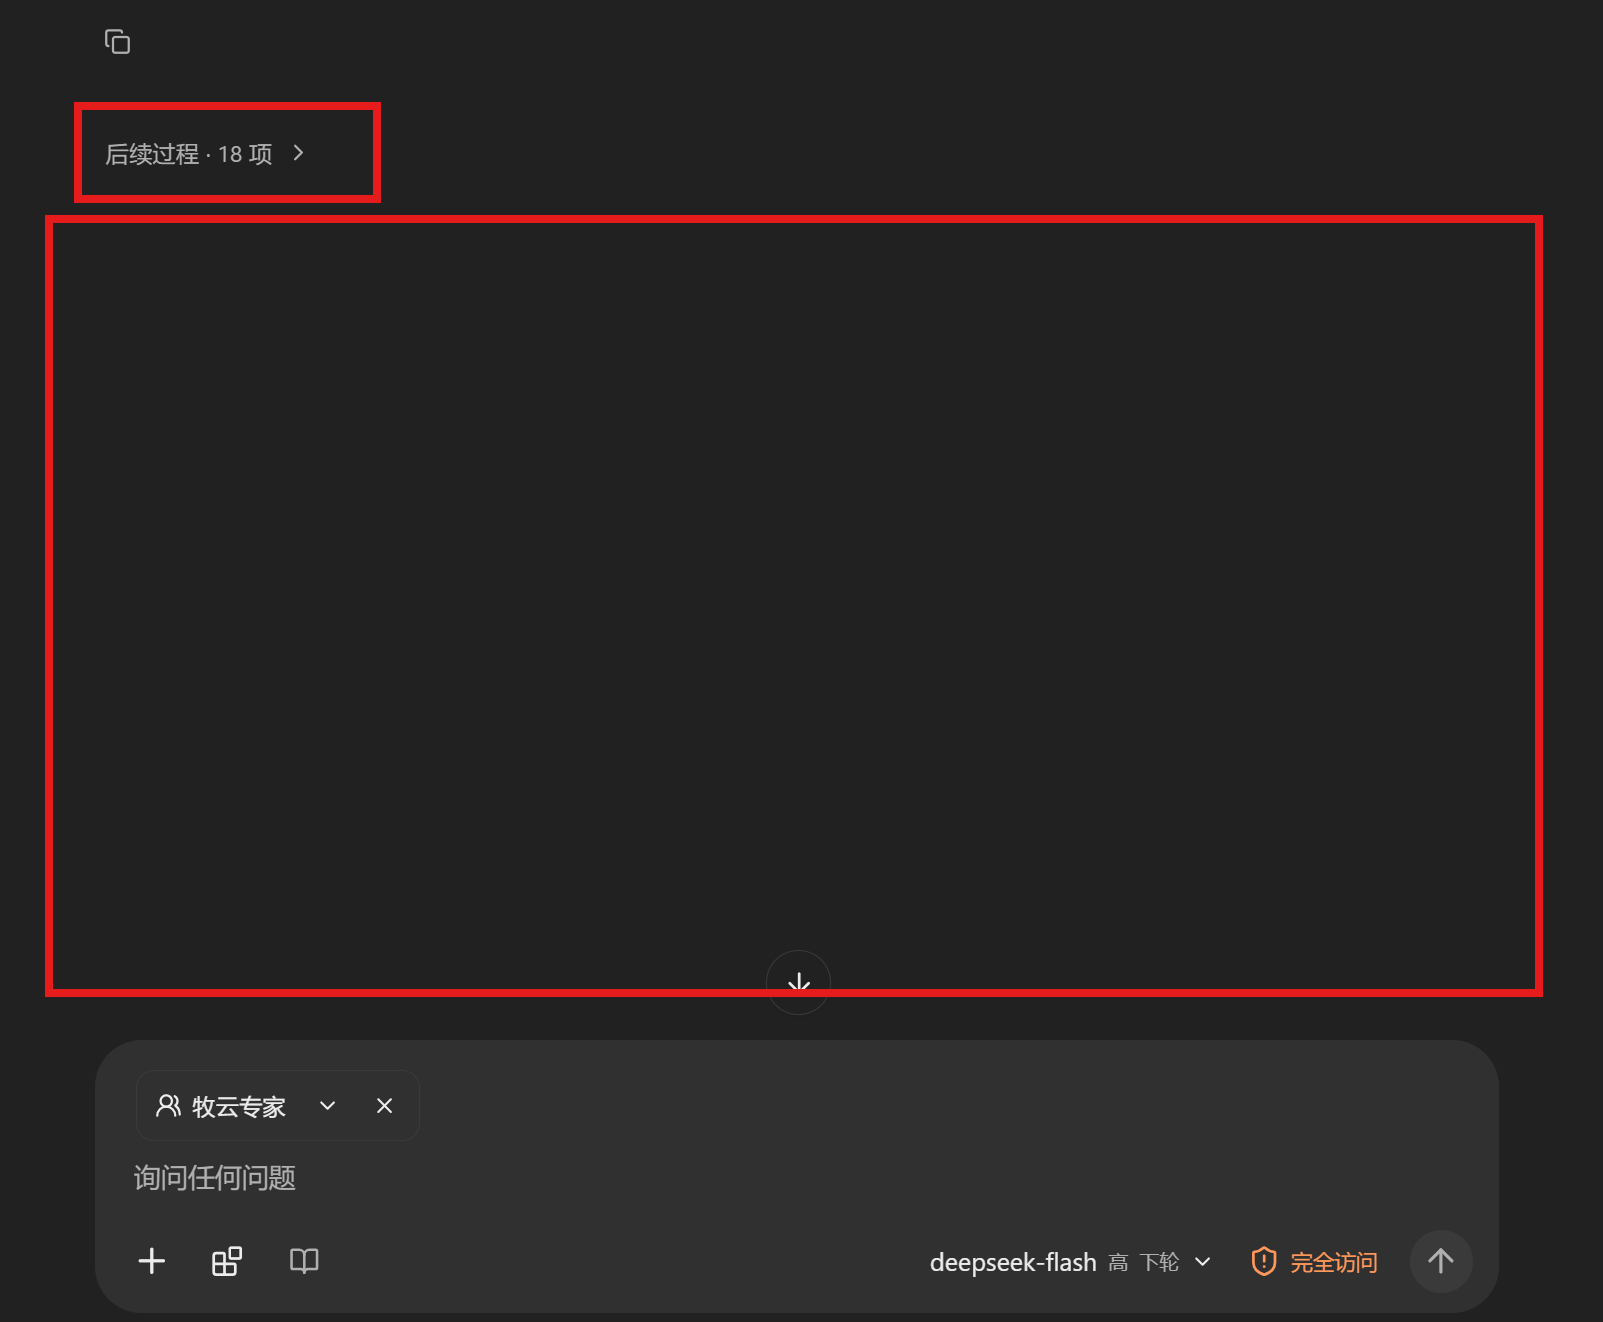 后续过程 · 18 项
牧云专家
询问任何问题
deepseek-flash 高 下轮
完全访问